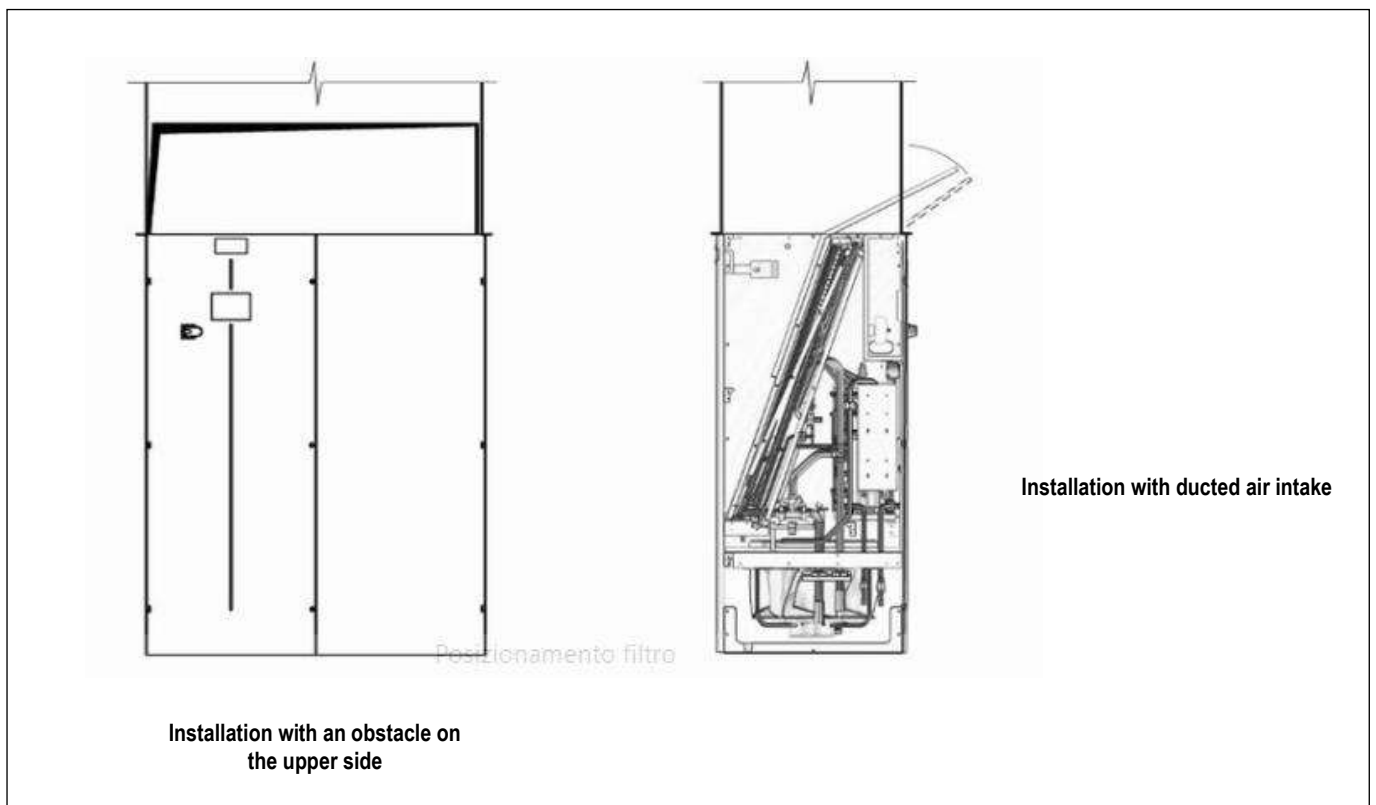 Installation with ducted air intake
Posizionamento filtro
Installation with an obstacle on
the upper side